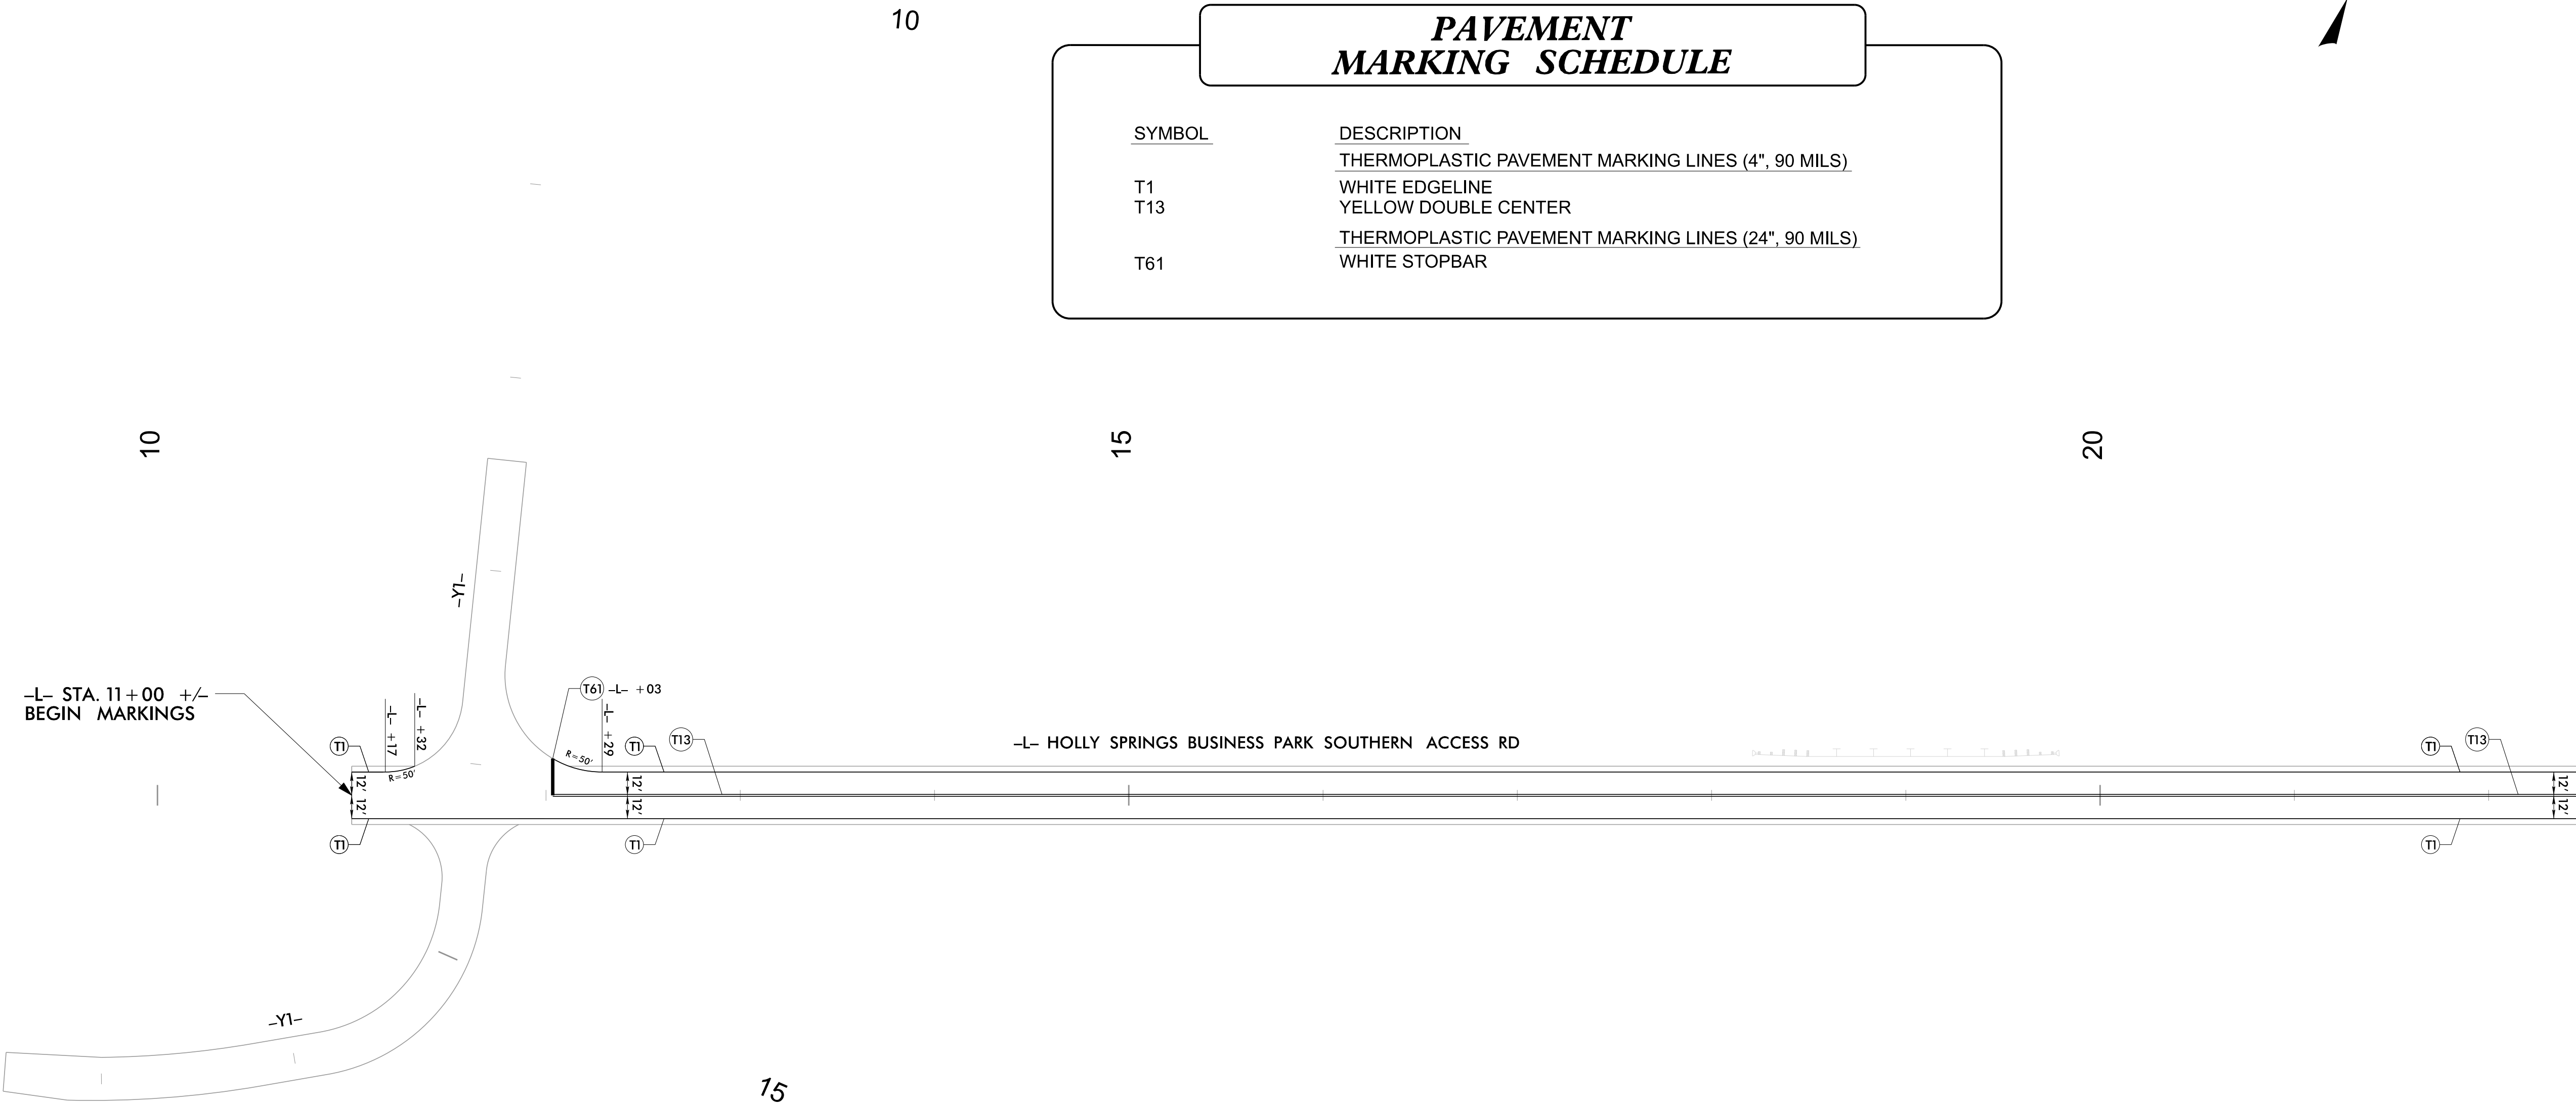 10
PAVEMENT
MARKING SCHEDULE
SYMBOL DESCRIPTION
THERMOPLASTIC PAVEMENT MARKING LINES (4", 90 MILS)
T1 WHITE EDGELINE
T13 YELLOW DOUBLE CENTER
THERMOPLASTIC PAVEMENT MARKING LINES (24", 90 MILS)
T61 WHITE STOPBAR
10
15
20
-Y1-
-L- STA. 11+00 +/-
BEGIN MARKINGS
-L- +17
-L- +32
T61 -L- +03
-L- +29
T1
R=50'
R=50'
T1
T13
-L- HOLLY SPRINGS BUSINESS PARK SOUTHERN ACCESS RD
T1
T13
12'
12'
12'
12'
12'
12'
T1
T1
T1
-Y1-
15